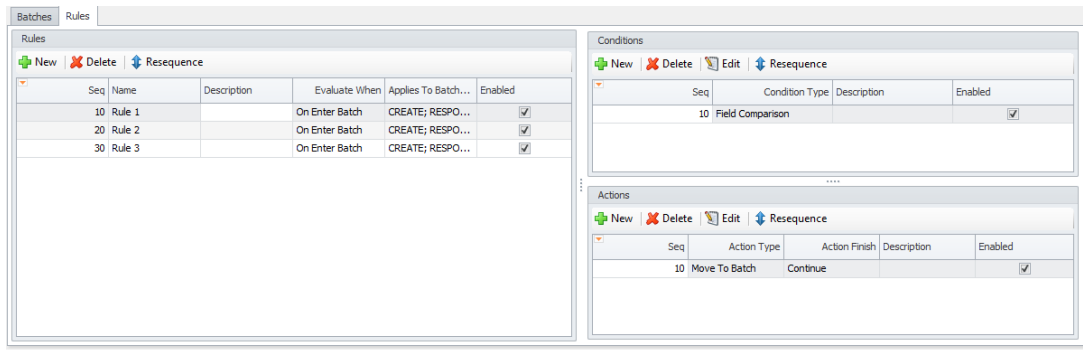 Batches Rules
Rules
New Delete Resequence
Seq Name Description Evaluate When Applies To Batch... Enabled
10 Rule 1 On Enter Batch CREATE; RESPO...
20 Rule 2 On Enter Batch CREATE; RESPO...
30 Rule 3 On Enter Batch CREATE; RESPO...
Conditions
New Delete Edit Resequence
Seq Condition Type Description Enabled
10 Field Comparison
Actions
New Delete Edit Resequence
Seq Action Type Action Finish Description Enabled
10 Move To Batch Continue